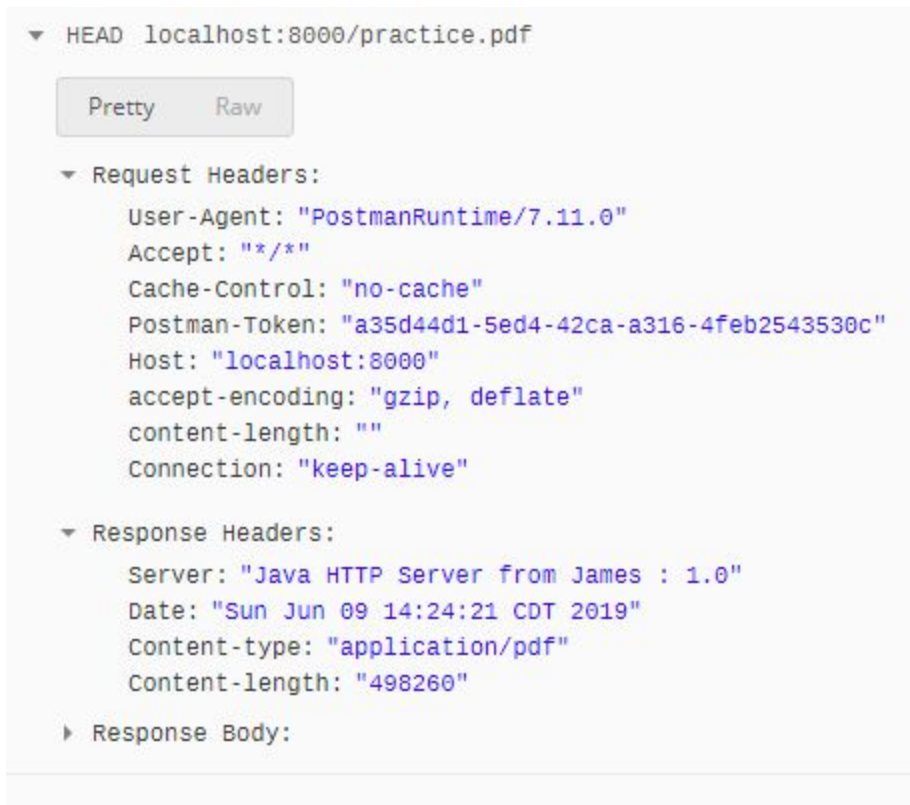 HEAD localhost:8000/practice.pdf
Pretty Raw
Request Headers:
User-Agent: "PostmanRuntime/7.11.0"
Accept: "*/*"
Cache-Control: "no-cache"
Postman-Token: "a35d44d1-5ed4-42ca-a316-4feb2543530c"
Host: "localhost:8000"
accept-encoding: "gzip, deflate"
content-length: ""
Connection: "keep-alive"
Response Headers:
Server: "Java HTTP Server from James : 1.0"
Date: "Sun Jun 09 14:24:21 CDT 2019"
Content-type: "application/pdf"
Content-length: "498260"
Response Body: